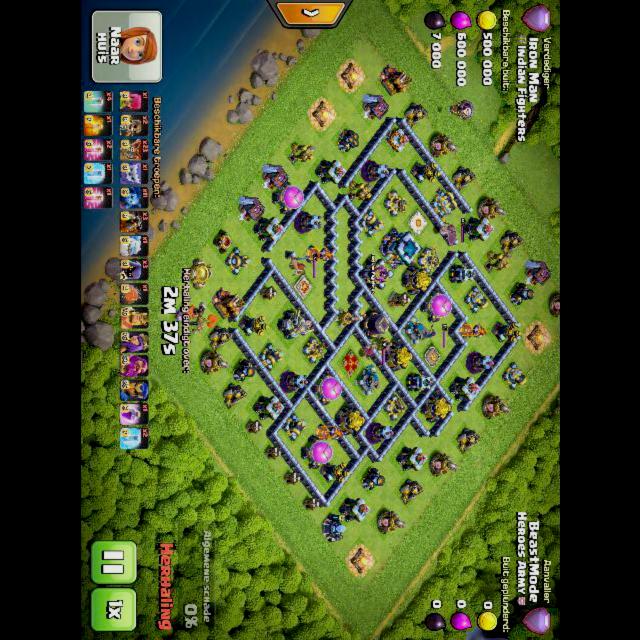 Verdediger:
Iron Man
Indian Fighters
Beschikbare buit:
500 000
500 000
7 000
Aanvaller:
BeastMode
Heroes Army
Buit geplunderd:
0
0
0
Herhaling eindigt over:
2M 37S
Beschikbare troepen:
Naar
huis
Algemene schade
0%
Herhaling
1x